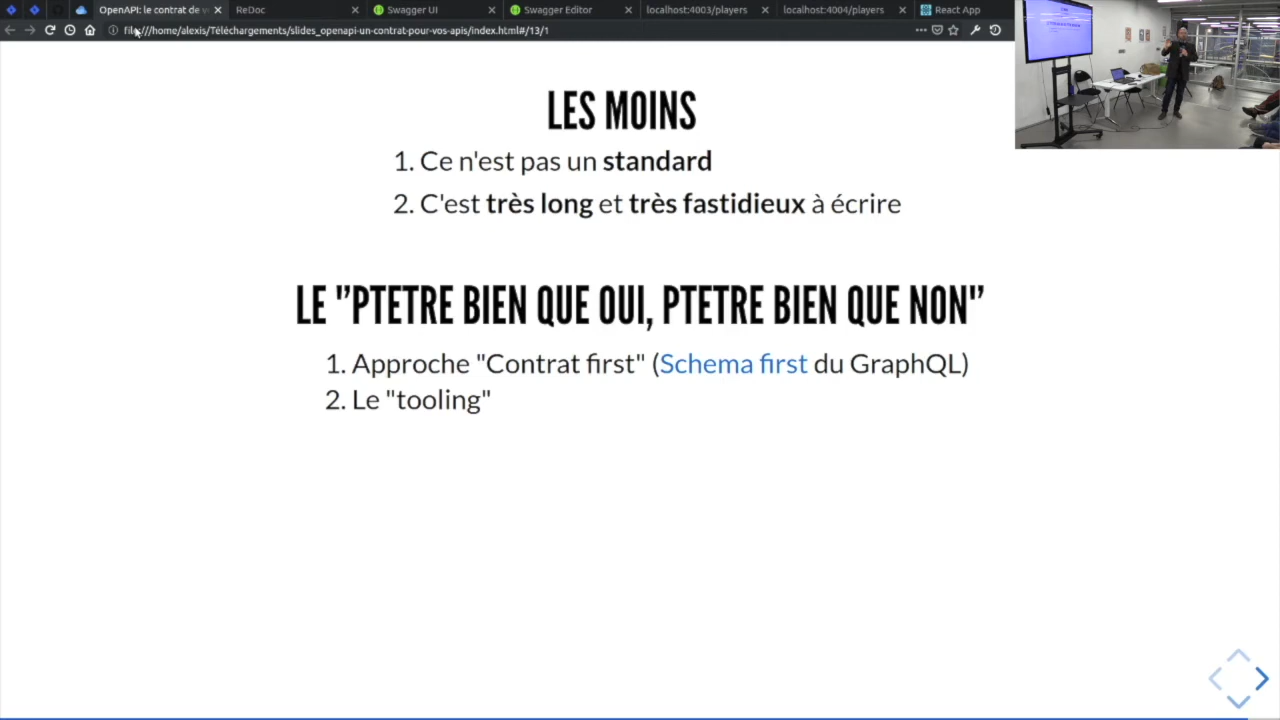 OpenAPI: le contrat de v
ReDoc
Swagger UI
Swagger Editor
localhost:4003/players
localhost:4004/players
React App
file:///home/alexis/Téléchargements/slides_openapi-un-contrat-pour-vos-apis/index.html#/13/1
LES MOINS
1. Ce n'est pas un standard
2. C'est très long et très fastidieux à écrire
LE "PTETRE BIEN QUE OUI, PTETRE BIEN QUE NON"
1. Approche "Contrat first" (Schema first du GraphQL)
2. Le "tooling"